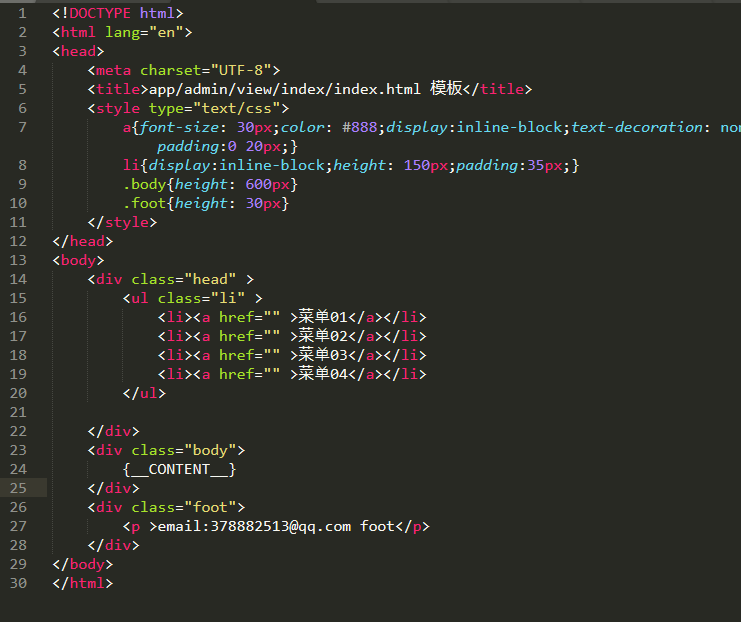 1 <!DOCTYPE html>
2 <html lang="en">
3 <head>
4 <meta charset="UTF-8">
5 <title>app/admin/view/index/index.html 模板</title>
6 <style type="text/css">
7 a{font-size: 30px;color: #888;display:inline-block;text-decoration:
padding:0 20px;}
8 li{display:inline-block;height: 150px;padding:35px;}
9 .body{height: 600px}
10 .foot{height: 30px}
11 </style>
12 </head>
13 <body>
14 <div class="head" >
15 <ul class="li" >
16 <li><a href="" >菜单01</a></li>
17 <li><a href="" >菜单02</a></li>
18 <li><a href="" >菜单03</a></li>
19 <li><a href="" >菜单04</a></li>
20 </ul>
21
22 </div>
23 <div class="body">
24 {__CONTENT__}
25 </div>
26 <div class="foot">
27 <p >email:378882513@qq.com foot</p>
28 </div>
29 </body>
30 </html>